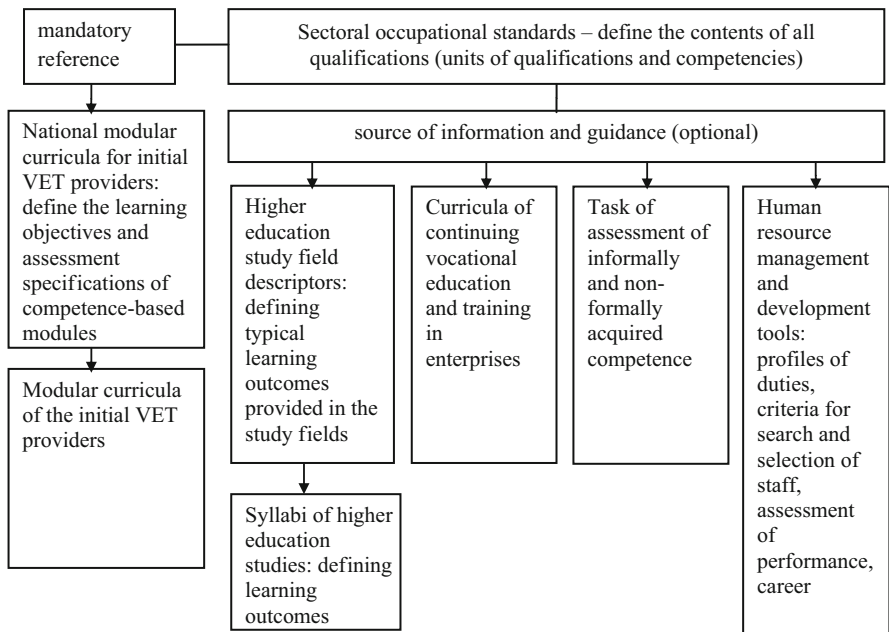 mandatory
reference
Sectoral occupational standards – define the contents of all
qualifications (units of qualifications and competencies)
National modular
curricula for initial
VET providers:
define the learning
objectives and
assessment
specifications of
competence-based
modules
Modular curricula
of the initial VET
providers
source of information and guidance (optional)
Higher
education
study field
descriptors:
defining
typical
learning
outcomes
provided in the
study fields
Syllabi of higher
education
studies: defining
learning
outcomes
Curricula of
continuing
vocational
education
and training
in
enterprises
Task of
assessment of
informally
and non-
formally
acquired
competence
Human
resource
management
and
development
tools:
profiles of
duties,
criteria for
search and
selection of
staff,
assessment
of
performance,
career